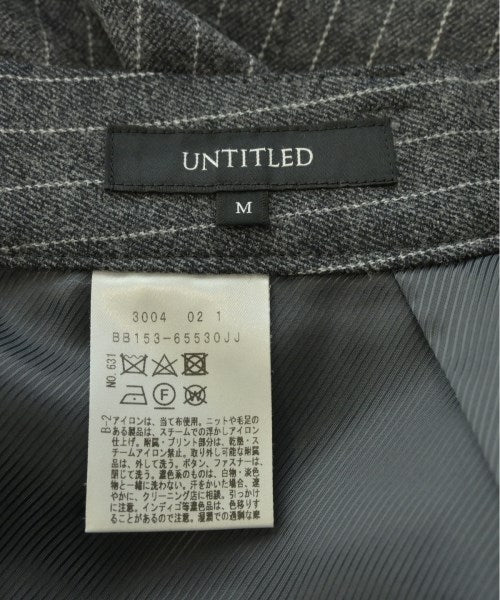 UNTITLED
M
3004 02 1
BB153-65530JJ
NO.631
F W
B-2
アイロンは、当て布使用。ニットや毛足の
ある製品は、スチームでの浮かしアイロン
仕上げ。附属・プリント部分は、乾熱・ス
チームアイロン禁止。取り外し可能な附属
品は、外して洗う。ボタン、ファスナーは、
閉じて洗う。濃色系のものは、白物・淡色
物と一緒に洗わない。汗をかいた場合、速
やかに、クリーニング店に相談。引っかけ
に注意。インディゴ等濃色品は、色移りす
ることがあるので注意。湿潤での過剰な摩